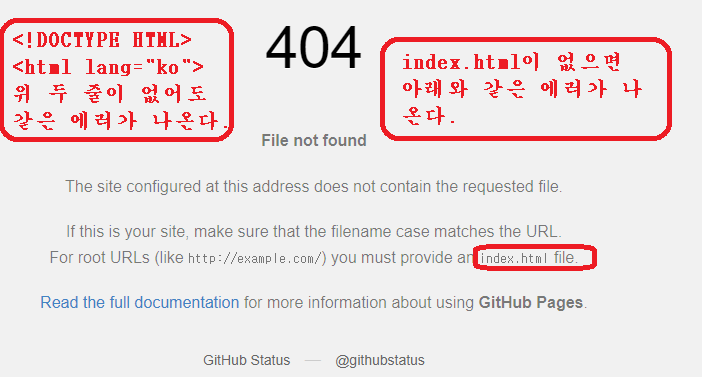 <!DOCTYPE HTML>
<html lang="ko">
위 두 줄이 없어도
같은 에러가 나온다.
404
index.html이 없으면
아래와 같은 에러가 나
온다.
File not found
The site configured at this address does not contain the requested file.
If this is your site, make sure that the filename case matches the URL.
For root URLs (like http://example.com/) you must provide an index.html file.
Read the full documentation for more information about using GitHub Pages.
GitHub Status — @githubstatus